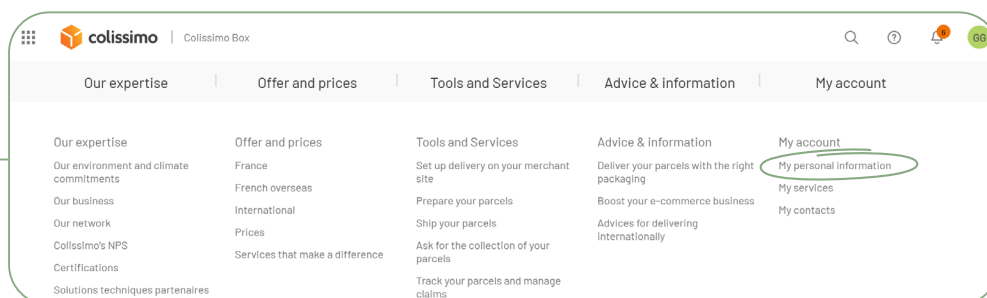 colissimo
Colissimo Box
6
GG
Our expertise
Offer and prices
Tools and Services
Advice & information
My account
Our expertise
Our environment and climate
commitments
Our business
Our network
Colissimo's NPS
Certifications
Solutions techniques partenaires
Offer and prices
France
French overseas
International
Prices
Services that make a difference
Tools and Services
Set up delivery on your merchant
site
Prepare your parcels
Ship your parcels
Ask for the collection of your
parcels
Track your parcels and manage
claims
Advice & information
Deliver your parcels with the right
packaging
Boost your e-commerce business
Advices for delivering
internationally
My account
My personal information
My services
My contacts